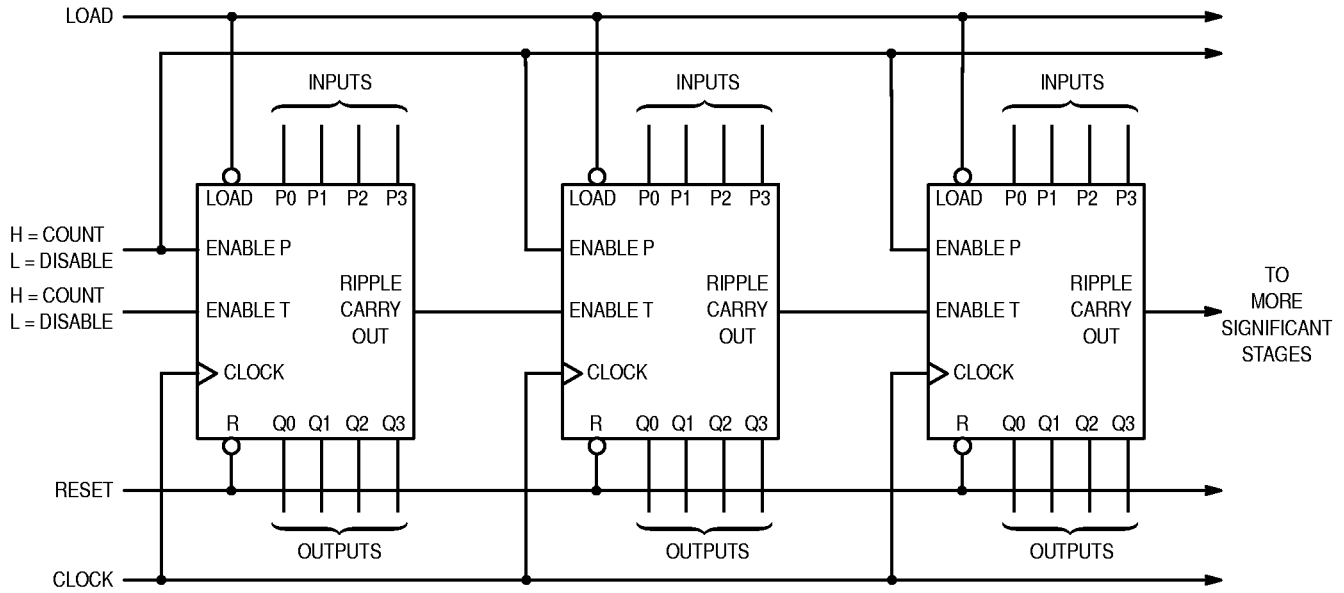 LOAD
INPUTS
INPUTS
INPUTS
LOAD P0 P1 P2 P3
LOAD P0 P1 P2 P3
LOAD P0 P1 P2 P3
H = COUNT
L = DISABLE
ENABLE P
ENABLE P
ENABLE P
H = COUNT
L = DISABLE
ENABLE T
RIPPLE
CARRY
OUT
ENABLE T
RIPPLE
CARRY
OUT
ENABLE T
RIPPLE
CARRY
OUT
TO
MORE
SIGNIFICANT
STAGES
CLOCK
CLOCK
CLOCK
R Q0 Q1 Q2 Q3
R Q0 Q1 Q2 Q3
R Q0 Q1 Q2 Q3
RESET
OUTPUTS
OUTPUTS
OUTPUTS
CLOCK